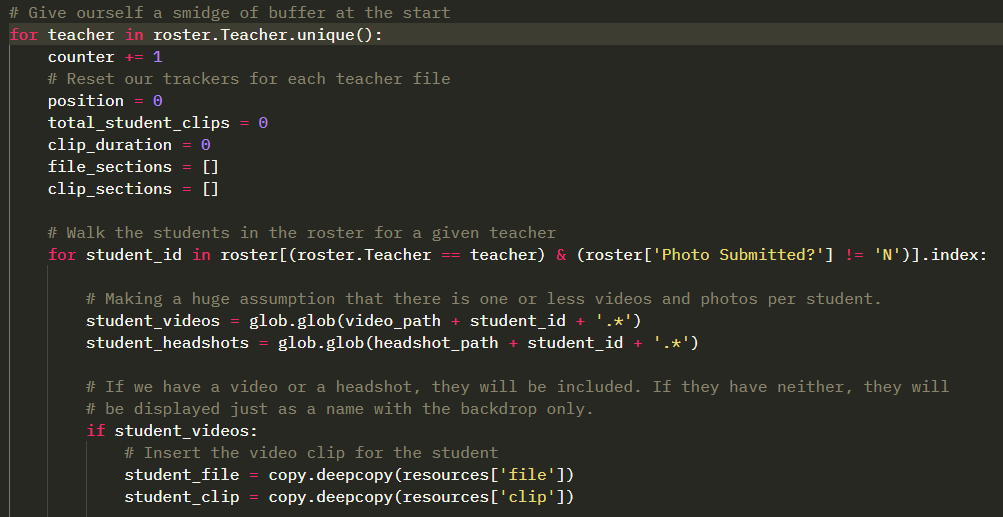 # Give ourself a smidge of buffer at the start
for teacher in roster.Teacher.unique():
    counter += 1
    # Reset our trackers for each teacher file
    position = 0
    total_student_clips = 0
    clip_duration = 0
    file_sections = []
    clip_sections = []

    # Walk the students in the roster for a given teacher
    for student_id in roster[(roster.Teacher == teacher) & (roster['Photo Submitted?'] != 'N')].index:

        # Making a huge assumption that there is one or less videos and photos per student.
        student_videos = glob.glob(video_path + student_id + '.*')
        student_headshots = glob.glob(headshot_path + student_id + '.*')

        # If we have a video or a headshot, they will be included. If they have neither, they will
        # be displayed just as a name with the backdrop only.
        if student_videos:
            # Insert the video clip for the student
            student_file = copy.deepcopy(resources['file'])
            student_clip = copy.deepcopy(resources['clip'])